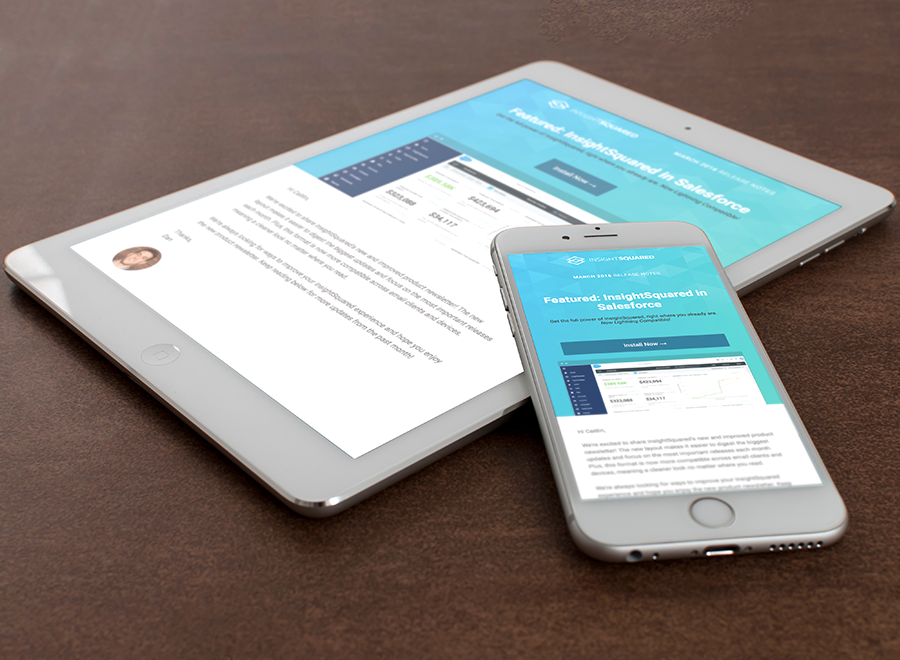 INSIGHTSQUARED
MARCH 2016 RELEASE NOTES
Featured: InsightSquared in Salesforce
Get the full power of InsightSquared, right where you already are. Now Lightning Compatible!
Install Now →
$423,694
$323,088
$34,117
Hi Caitlin,
We're excited to share InsightSquared's new and improved product newsletter! The new
layout makes it easier to digest the biggest updates and focus on the most important releases
each month. Plus, this format is now more compatible across email clients and devices,
meaning a cleaner look no matter where you read.
We're always looking for ways to improve your InsightSquared experience and hope you enjoy
the new product newsletter. Keep reading below for more updates from the past month!
Thanks,
Dan
INSIGHTSQUARED
MARCH 2016 RELEASE NOTES
Featured: InsightSquared in
Salesforce
Get the full power of InsightSquared, right where you already are.
Now Lightning Compatible!
Install Now →
$423,694
$323,088
$34,117
Hi Caitlin,
We're excited to share InsightSquared's new and improved product
newsletter! The new layout makes it easier to digest the biggest
updates and focus on the most important releases each month.
Plus, this format is now more compatible across email clients and
devices, meaning a cleaner look no matter where you read.
We're always looking for ways to improve your InsightSquared
experience and hope you enjoy the new product newsletter. Keep